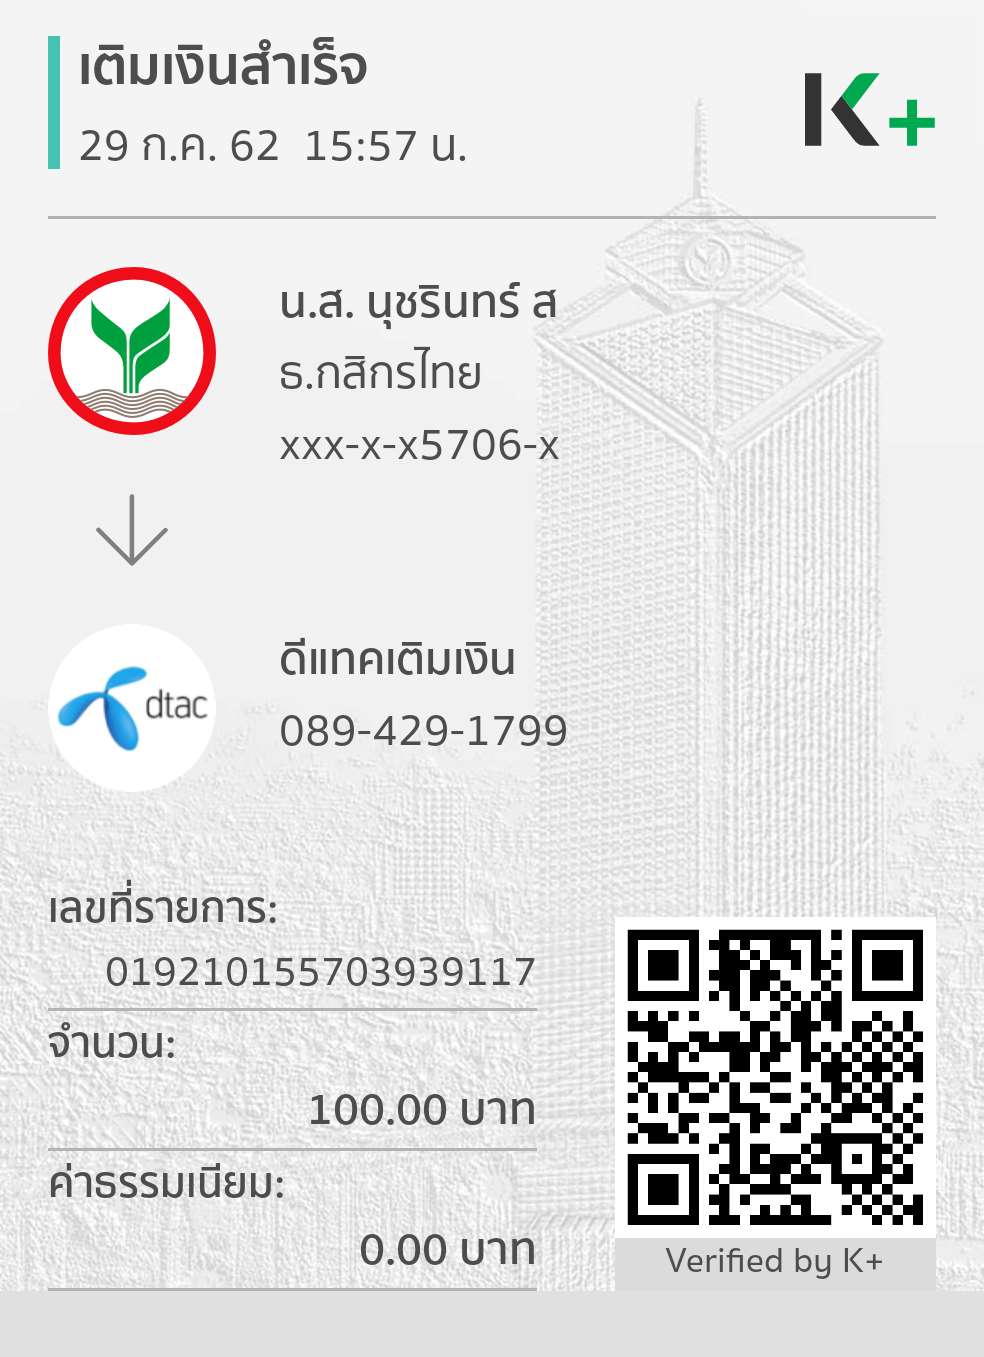 เติมเงินสำเร็จ
29 ก.ค. 62 15:57 น.
K+
น.ส. นุชรินทร์ ส
ธ.กสิกรไทย
xxx-x-x5706-x
dtac
ดีแทคเติมเงิน
089-429-1799
เลขที่รายการ:
019210155703939117
จำนวน:
100.00 บาท
ค่าธรรมเนียม:
0.00 บาท
Verified by K+